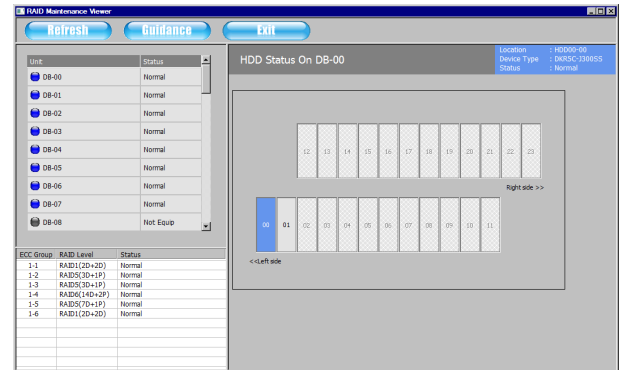 RAID Maintenance Viewer
Refresh Guidance Exit
Unit Status
DB-00 Normal
DB-01 Normal
DB-02 Normal
DB-03 Normal
DB-04 Normal
DB-05 Normal
DB-06 Normal
DB-07 Normal
DB-08 Not Equip
ECC Group RAID Level Status
1-1 RAID1(2D+2D) Normal
1-2 RAID5(3D+1P) Normal
1-3 RAID5(3D+1P) Normal
1-4 RAID6(14D+2P) Normal
1-5 RAID5(7D+1P) Normal
1-6 RAID1(2D+2D) Normal
HDD Status On DB-00
Location : HDD00-00
Device Type : DKR5C-J300SS
Status : Normal
12 13 14 15 16 17 18 19 20 21 22 23
Right side >>
00 01 02 03 04 05 06 07 08 09 10 11
<<Left side